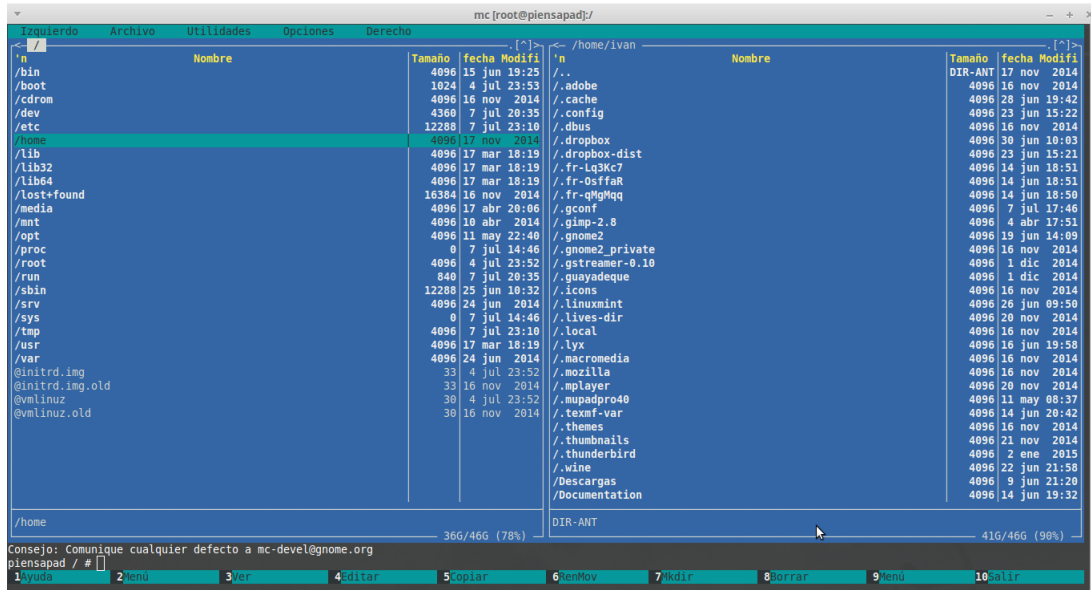 mc [root@piensapad]:/
Izquierdo Archivo Utilidades Opciones Derecho
<- / .[^]>
'n Nombre Tamaño fecha Modifi
/bin 4096 15 jun 19:25
/boot 1024 4 jul 23:53
/cdrom 4096 16 nov 2014
/dev 4360 7 jul 20:35
/etc 12288 7 jul 23:10
/home 4096 17 nov 2014
/lib 4096 17 mar 18:19
/lib32 4096 17 mar 18:19
/lib64 4096 17 mar 18:19
/lost+found 16384 16 nov 2014
/media 4096 17 abr 20:06
/mnt 4096 10 abr 2014
/opt 4096 11 may 22:40
/proc 0 7 jul 14:46
/root 4096 4 jul 23:52
/run 840 7 jul 20:35
/sbin 12288 25 jun 10:32
/srv 4096 24 jun 2014
/sys 0 7 jul 14:46
/tmp 4096 7 jul 23:10
/usr 4096 17 mar 18:19
/var 4096 24 jun 2014
@initrd.img 33 4 jul 23:52
@initrd.img.old 33 16 nov 2014
@vmlinuz 30 4 jul 23:52
@vmlinuz.old 30 16 nov 2014
/home
36G/46G (78%)
<- /home/ivan .[^]>
'n Nombre Tamaño fecha Modifi
/.. DIR-ANT 17 nov 2014
/.adobe 4096 16 nov 2014
/.cache 4096 28 jun 19:42
/.config 4096 23 jun 15:22
/.dbus 4096 16 nov 2014
/.dropbox 4096 30 jun 10:03
/.dropbox-dist 4096 23 jun 15:21
/.fr-Lq3Kc7 4096 14 jun 18:51
/.fr-OsffaR 4096 14 jun 18:51
/.fr-qMgMqq 4096 14 jun 18:50
/.gconf 4096 7 jul 17:46
/.gimp-2.8 4096 4 abr 17:51
/.gnome2 4096 19 jun 14:09
/.gnome2_private 4096 16 nov 2014
/.gstreamer-0.10 4096 1 dic 2014
/.guayadeque 4096 1 dic 2014
/.icons 4096 16 nov 2014
/.linuxmint 4096 26 jun 09:50
/.lives-dir 4096 20 nov 2014
/.local 4096 16 nov 2014
/.lyx 4096 16 jun 19:58
/.macromedia 4096 16 nov 2014
/.mozilla 4096 16 nov 2014
/.mplayer 4096 20 nov 2014
/.mupadpro40 4096 11 may 08:37
/.texmf-var 4096 14 jun 20:42
/.themes 4096 16 nov 2014
/.thumbnails 4096 21 nov 2014
/.thunderbird 4096 2 ene 2015
/.wine 4096 22 jun 21:58
/Descargas 4096 9 jun 21:20
/Documentation 4096 14 jun 19:32
DIR-ANT
41G/46G (90%)
Consejo: Comunique cualquier defecto a mc-devel@gnome.org
piensapad / #
1Ayuda 2Menú 3Ver 4Editar 5Copiar 6RenMov 7Mkdir 8Borrar 9Menú 10Salir